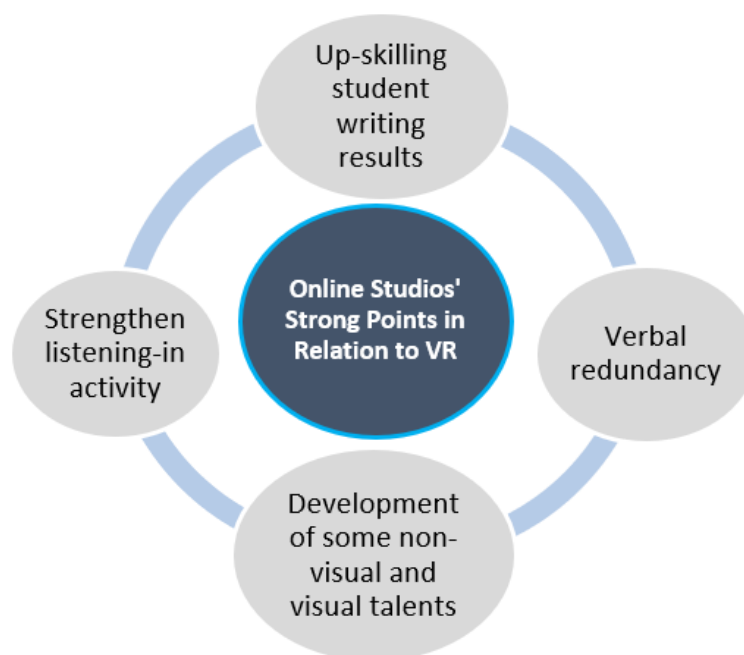 Up-skilling
student
writing
results
Online Studios'
Strong Points in
Relation to VR
Strengthen
listening-in
activity
Verbal
redundancy
Development
of some non-
visual and
visual talents